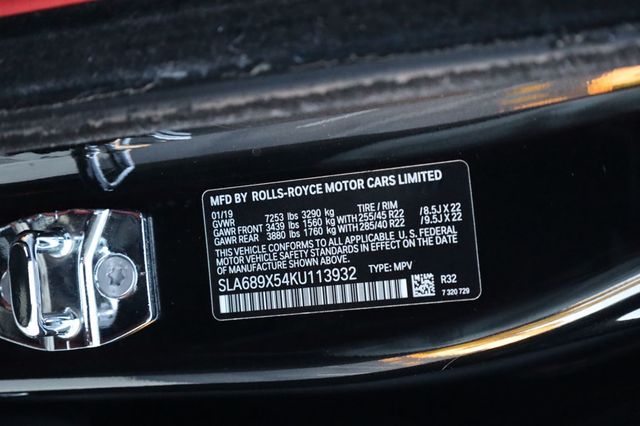 MFD BY ROLLS-ROYCE MOTOR CARS LIMITED
01/19 TIRE / RIM
GVWR 7253 lbs 3290 kg
GAWR FRONT 3439 lbs 1560 kg WITH 255/45 R22 /8.5J X 22
GAWR REAR 3880 lbs 1760 kg WITH 285/40 R22 /9.5J X 22
THIS VEHICLE CONFORMS TO ALL APPLICABLE U.S. FEDERAL
MOTOR VEHICLE SAFETY STANDARDS IN EFFECT ON THE DATE OF
MANUFACTURE SHOWN ABOVE.
SLA689X54KU113932 TYPE: MPV
R32
7 320 729